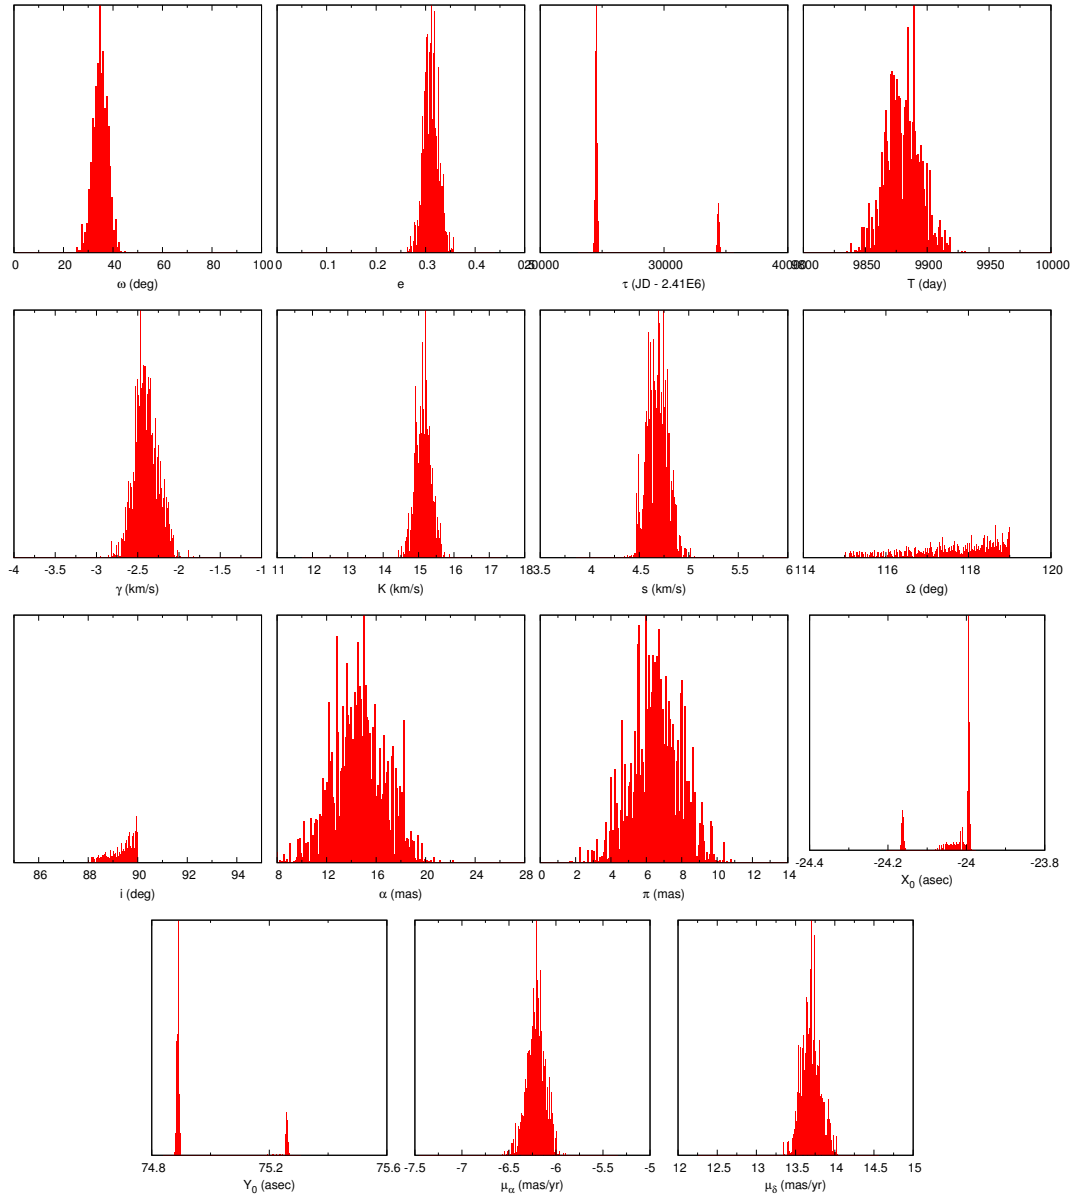 0 20 40 60 80 100
ω (deg)
0 0.1 0.2 0.3 0.4 0.5
e
20000 30000 40000
τ (JD - 2.41E6)
9800 9850 9900 9950 10000
T (day)
-4 -3.5 -3 -2.5 -2 -1.5 -1
γ (km/s)
11 12 13 14 15 16 17 18
K (km/s)
3.5 4 4.5 5 5.5 6
s (km/s)
114 116 118 120
Ω (deg)
86 88 90 92 94
i (deg)
8 12 16 20 24 28
α (mas)
0 2 4 6 8 10 12 14
π (mas)
-24.4 -24.2 -24 -23.8
X_0 (asec)
74.8 75.2 75.6
Y_0 (asec)
-7.5 -7 -6.5 -6 -5.5 -5
μ_α (mas/yr)
12 12.5 13 13.5 14 14.5 15
μ_δ (mas/yr)